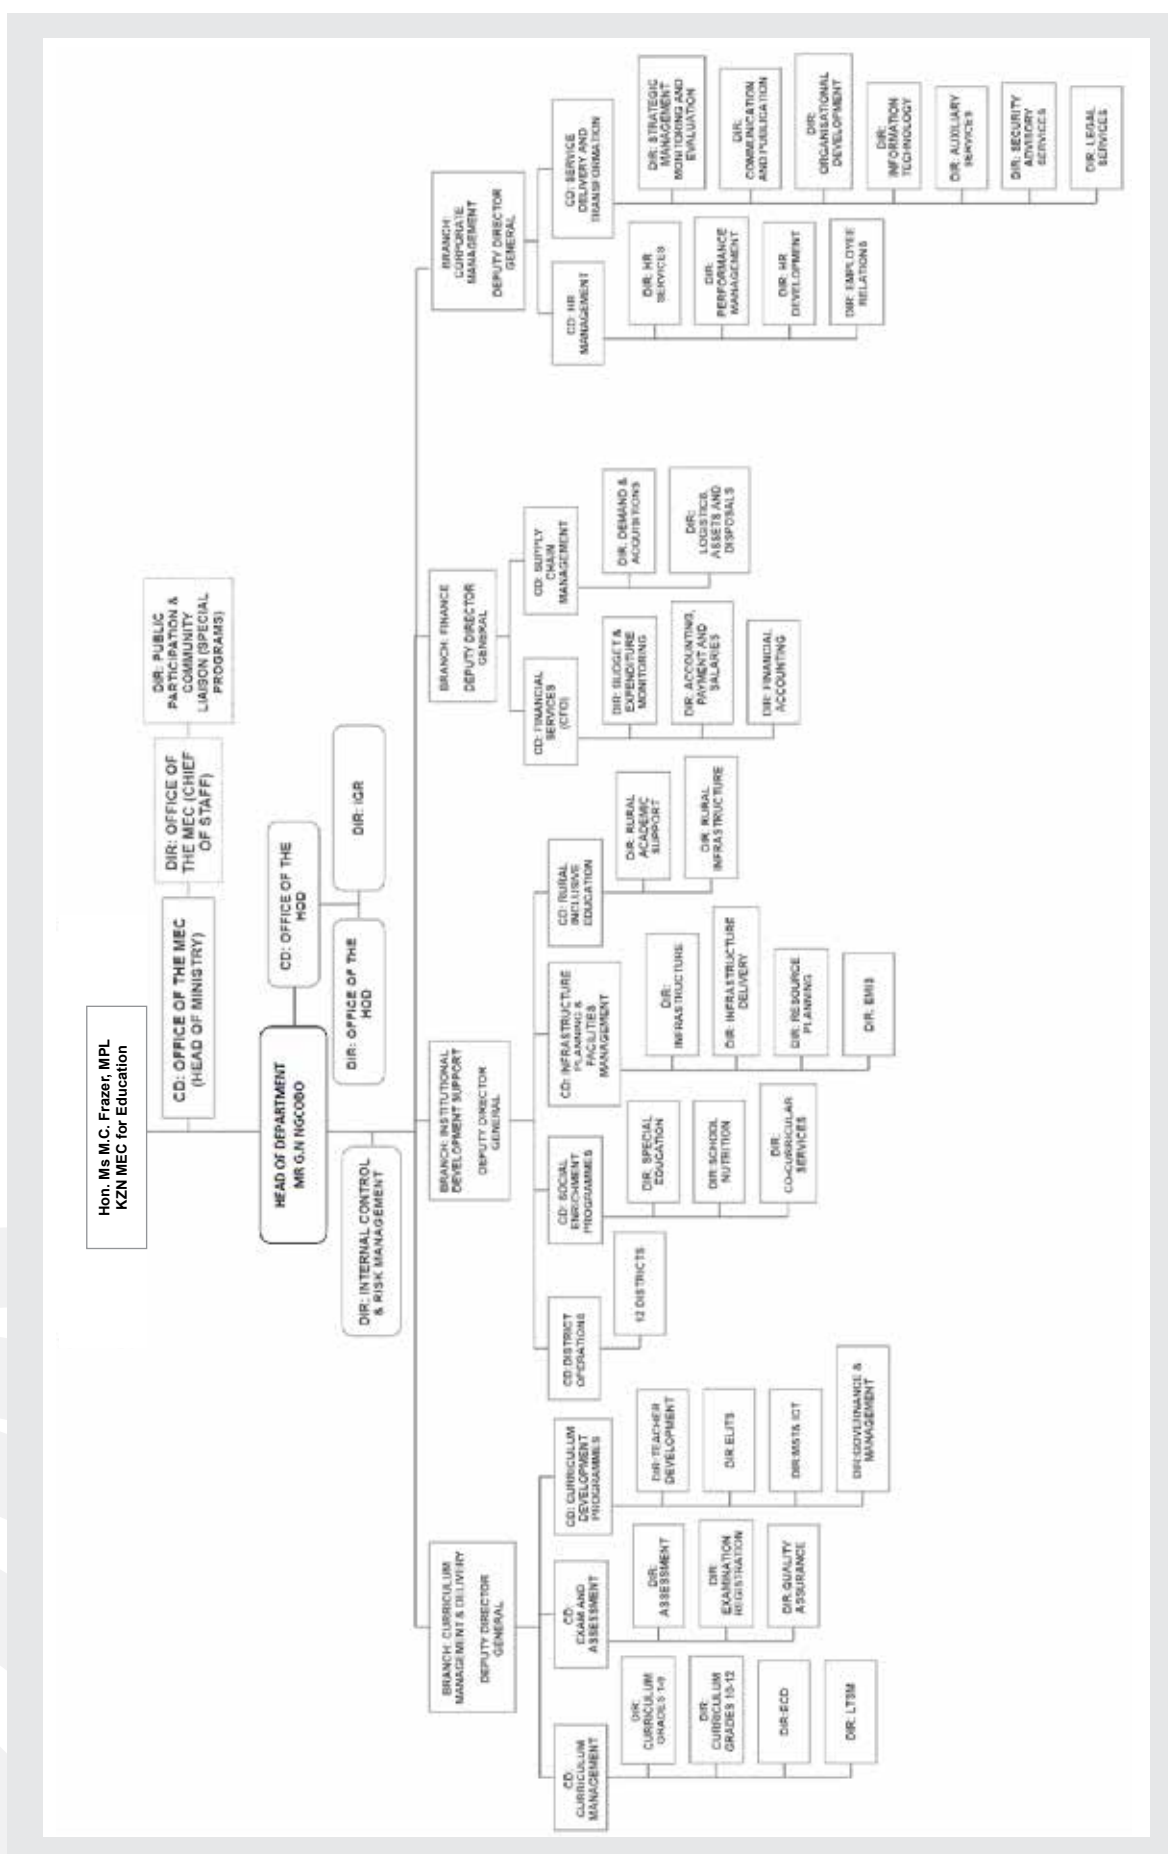 Hon. Ms M.C. Frazer, MPL
KZN MEC for Education
CD: OFFICE OF THE MEC
(HEAD OF MINISTRY)
DIR: OFFICE OF
THE MEC (CHIEF
OF STAFF)
DIR: PUBLIC
PARTICIPATION &
COMMUNITY
LIAISON (SPECIAL
PROGRAMS)
HEAD OF DEPARTMENT
MR G.N NGCOBO
CD: OFFICE OF THE
HOD
DIR: OFFICE OF THE
HOD
DIR: IGR
DIR: INTERNAL CONTROL
& RISK MANAGEMENT
BRANCH: CURRICULUM
MANAGEMENT & DELIVERY
DEPUTY DIRECTOR
GENERAL
CD:
CURRICULUM
MANAGEMENT
DIR:
CURRICULUM
GRADES 1-9
DIR:
CURRICULUM
GRADES 10-12
DIR:ECD
DIR: LTSM
CD:
EXAM AND
ASSESSMENT
DIR:
ASSESSMENT
DIR:
EXAMINATION
REGISTRATION
DIR:QUALITY
ASSURANCE
CD: CURRICULUM
DEVELOPMENT
PROGRAMMES
DIR:TEACHER
DEVELOPMENT
DIR:ELITS
DIR:MST& ICT
DIR:GOVERNANCE &
MANAGEMENT
BRANCH: INSTITUTIONAL
DEVELOPMENT SUPPORT
DEPUTY DIRECTOR
GENERAL
CD:DISTRICT
OPERATIONS
12 DISTRICTS
CD: SOCIAL
ENRICHMENT
PROGRAMMES
DIR: SPECIAL
EDUCATION
DIR:SCHOOL
NUTRITION
DIR:
CO-CURRICULAR
SERVICES
CD: INFRASTRUCTURE
PLANNING &
FACILITIES
MANAGEMENT
DIR:
INFRASTRUCTURE
DIR: INFRASTRUCTURE
DELIVERY
DIR: RESOURCE
PLANNING
DIR: EMIS
CD: RURAL
INCLUSIVE
EDUCATION
DIR: RURAL
ACADEMIC
SUPPORT
DIR: RURAL
INFRASTRUCTURE
BRANCH: FINANCE
DEPUTY DIRECTOR
GENERAL
CD: FINANCIAL
SERVICES
(CFO)
DIR: BUDGET &
EXPENDITURE
MONITORING
DIR: ACCOUNTING,
PAYMENT AND
SALARIES
DIR: FINANCIAL
ACCOUNTING
CD: SUPPLY
CHAIN
MANAGEMENT
DIR: DEMAND &
ACQUISITIONS
DIR:
LOGISTICS,
ASSETS AND
DISPOSALS
BRANCH:
CORPORATE
MANAGEMENT
DEPUTY DIRECTOR
GENERAL
CD: HR
MANAGEMENT
DIR: HR
SERVICES
DIR:
PERFORMANCE
MANAGEMENT
DIR: HR
DEVELOPMENT
DIR: EMPLOYEE
RELATIONS
CD: SERVICE
DELIVERY AND
TRANSFORMATION
DIR: STRATEGIC
MANAGEMENT
MONITORING AND
EVALUATION
DIR:
COMMUNICATION
AND PUBLICATION
DIR:
ORGANISATIONAL
DEVELOPMENT
DIR:
INFORMATION
TECHNOLOGY
DIR: AUXILIARY
SERVICES
DIR: SECURITY
ADVISORY
SERVICES
DIR: LEGAL
SERVICES